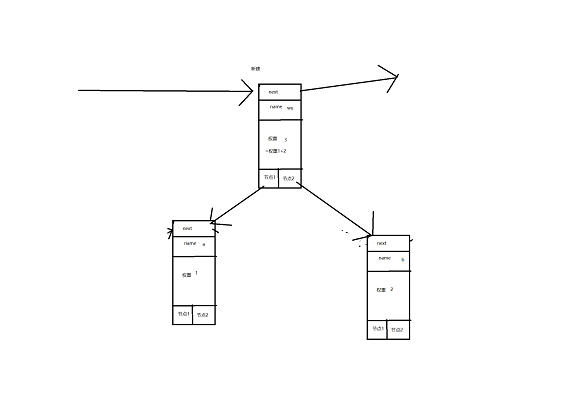 新建
next
name we
权重 3
=权重1+2
节点1 节点2
next
name a
权重 1
节点1 节点2
next
name b
权重 2
节点1 节点2